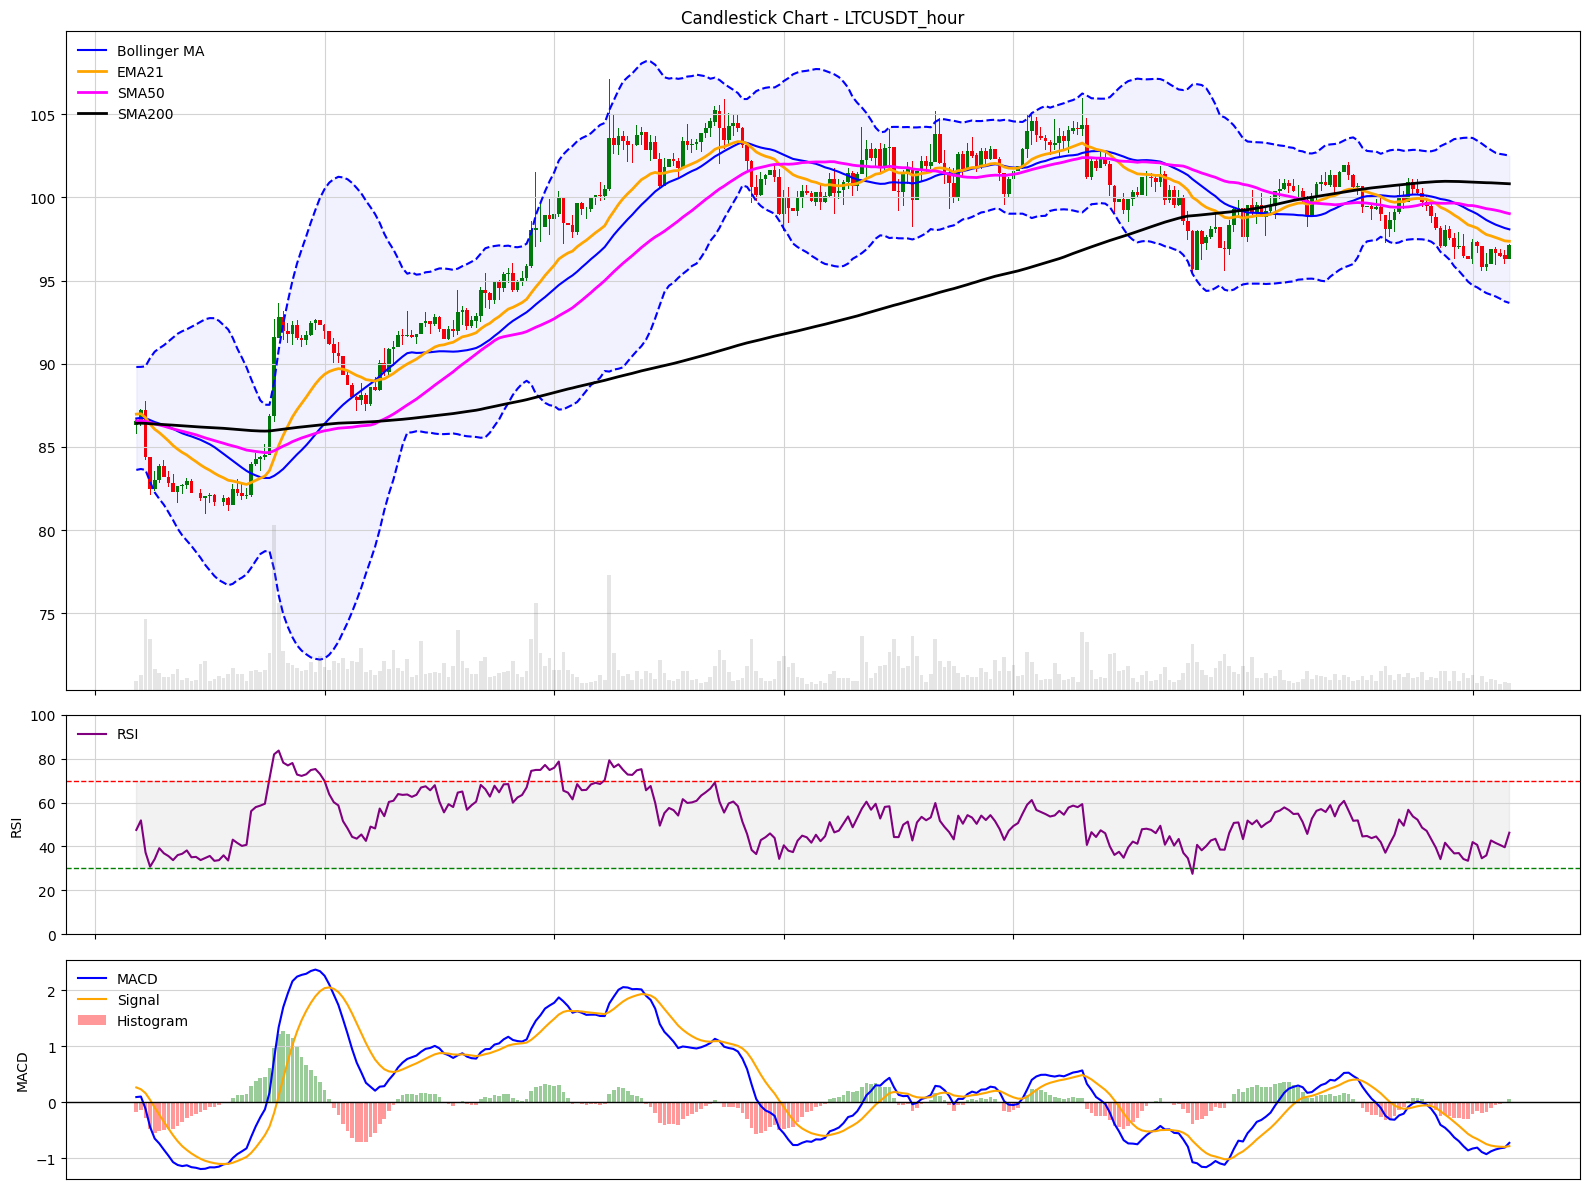 Candlestick Chart - LTCUSDT_hour
Bollinger MA
EMA21
SMA50
SMA200
105
100
95
90
85
80
75
RSI
100
80
60
40
20
0
RSI
MACD
Signal
Histogram
2
1
0
−1
MACD